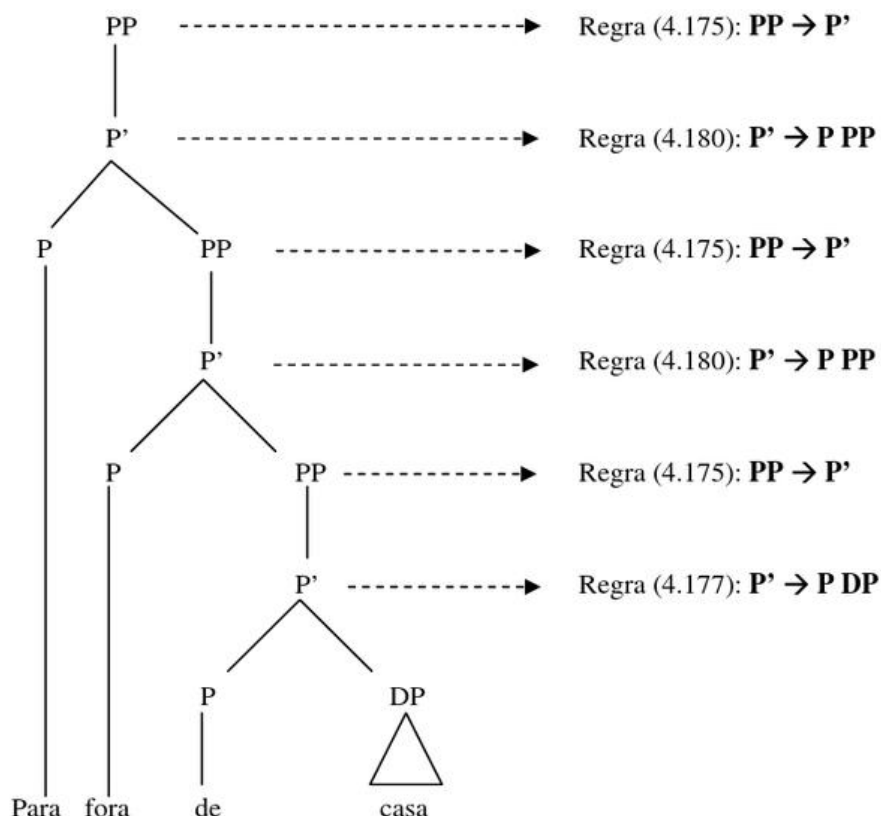 PP Regra (4.175): PP → P’
P’ Regra (4.180): P’ → P PP
P PP Regra (4.175): PP → P’
P’ Regra (4.180): P’ → P PP
P PP Regra (4.175): PP → P’
P’ Regra (4.177): P’ → P DP
P DP
Para fora de casa